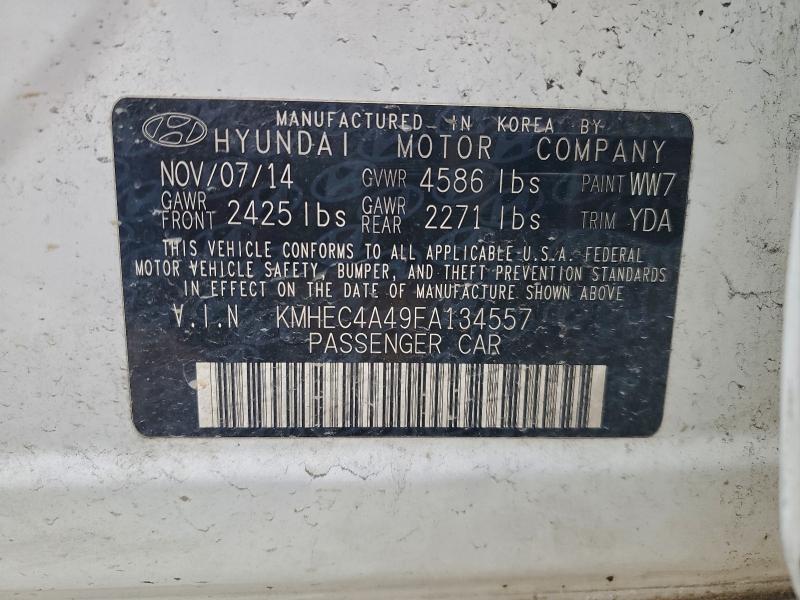 MANUFACTURED IN KOREA BY
HYUNDAI MOTOR COMPANY
NOV/07/14 GVWR 4586 lbs PAINT WW7
GAWR FRONT 2425 lbs GAWR REAR 2271 lbs TRIM YDA
THIS VEHICLE CONFORMS TO ALL APPLICABLE U.S.A. FEDERAL
MOTOR VEHICLE SAFETY, BUMPER, AND THEFT PREVENTION STANDARDS
IN EFFECT ON THE DATE OF MANUFACTURE SHOWN ABOVE
V.I.N KMHEC4A49FA134557
PASSENGER CAR